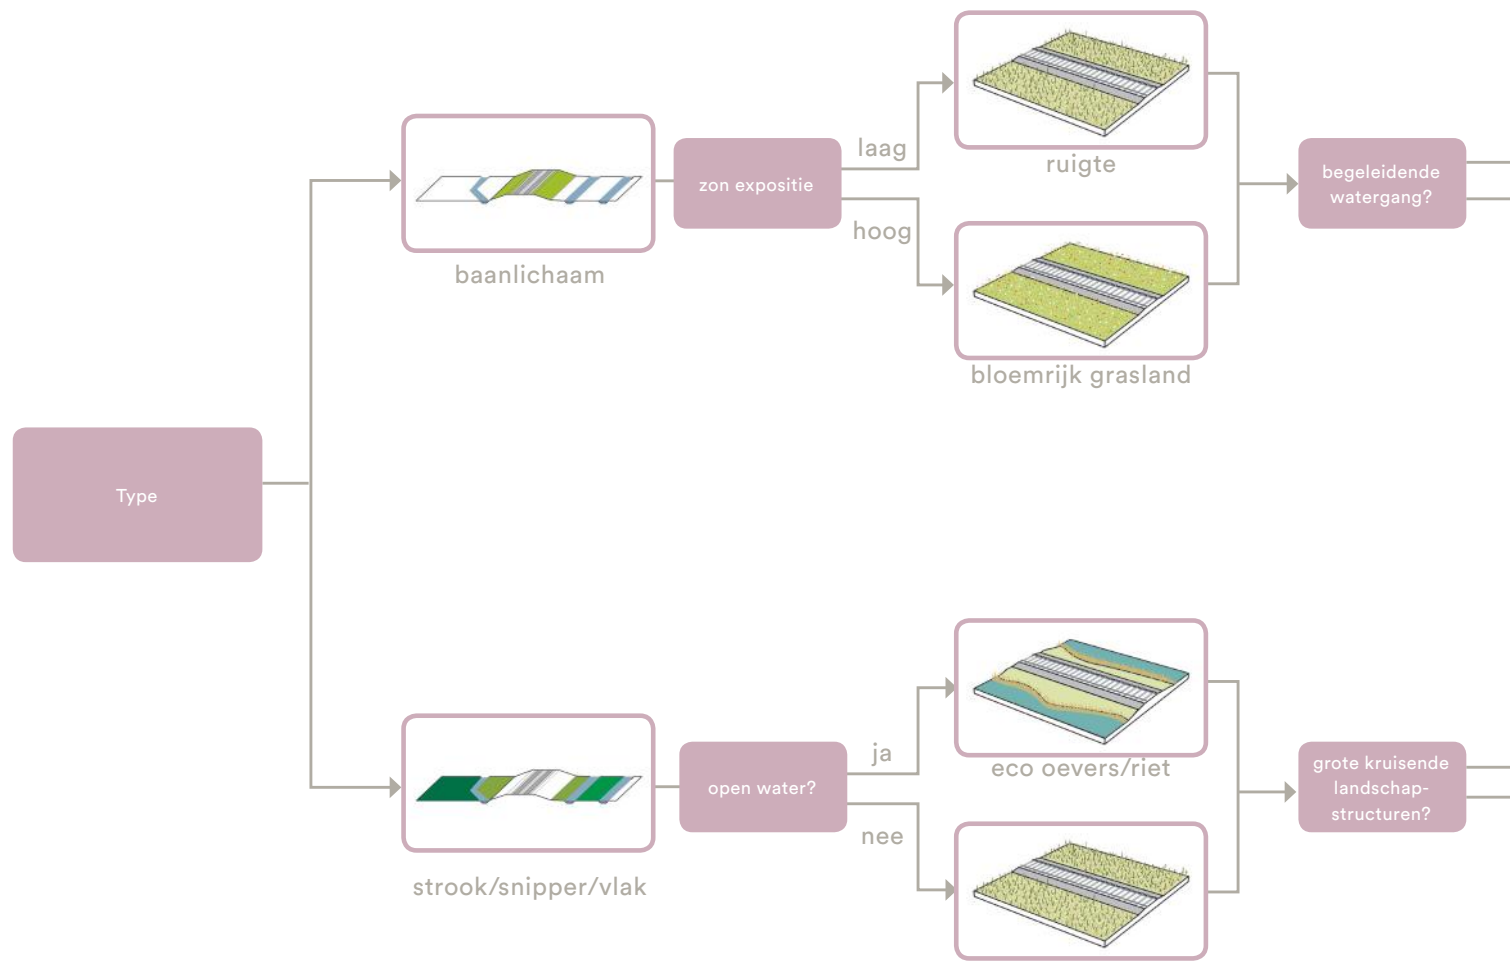 Type
baanlichaam
zon expositie
laag
hoog
ruigte
bloemrijk grasland
begeleidende
watergang?
strook/snipper/vlak
open water?
ja
nee
eco oevers/riet
grote kruisende
landschap-
structuren?